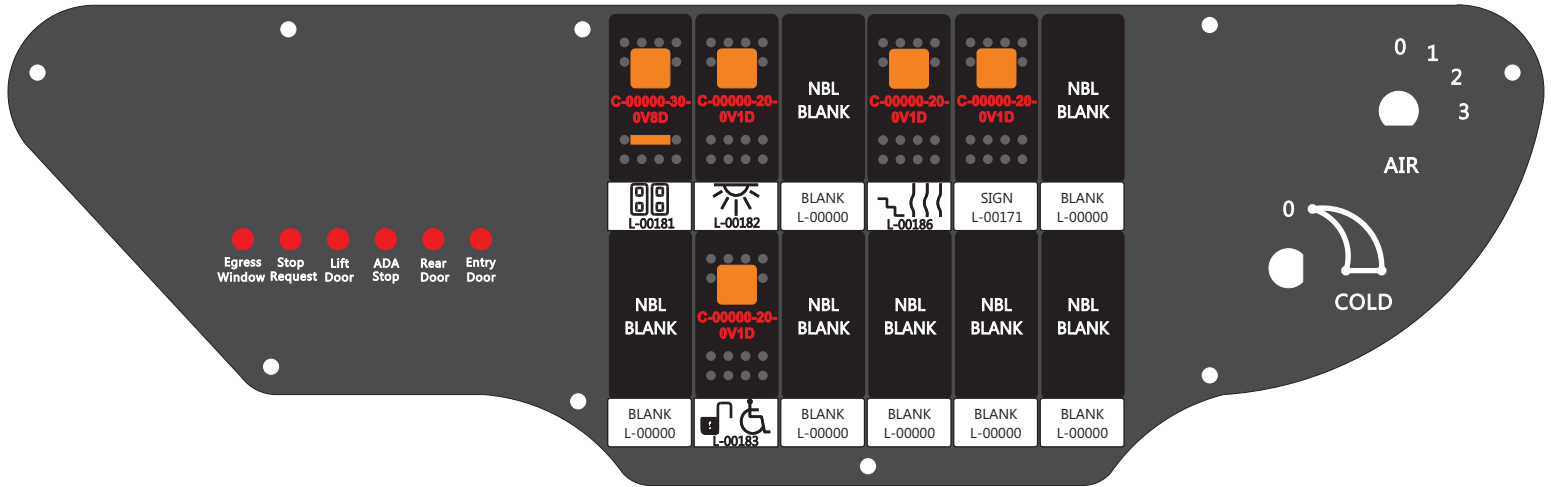 C-00000-30-
0V8D
C-00000-20-
0V1D
NBL
BLANK
C-00000-20-
0V1D
C-00000-20-
0V1D
NBL
BLANK
L-00181
L-00182
BLANK
L-00000
L-00186
SIGN
L-00171
BLANK
L-00000
0
1
2
3
AIR
0
COLD
Egress
Window
Stop
Request
Lift
Door
ADA
Stop
Rear
Door
Entry
Door
NBL
BLANK
C-00000-20-
0V1D
NBL
BLANK
NBL
BLANK
NBL
BLANK
NBL
BLANK
BLANK
L-00000
L-00183
BLANK
L-00000
BLANK
L-00000
BLANK
L-00000
BLANK
L-00000